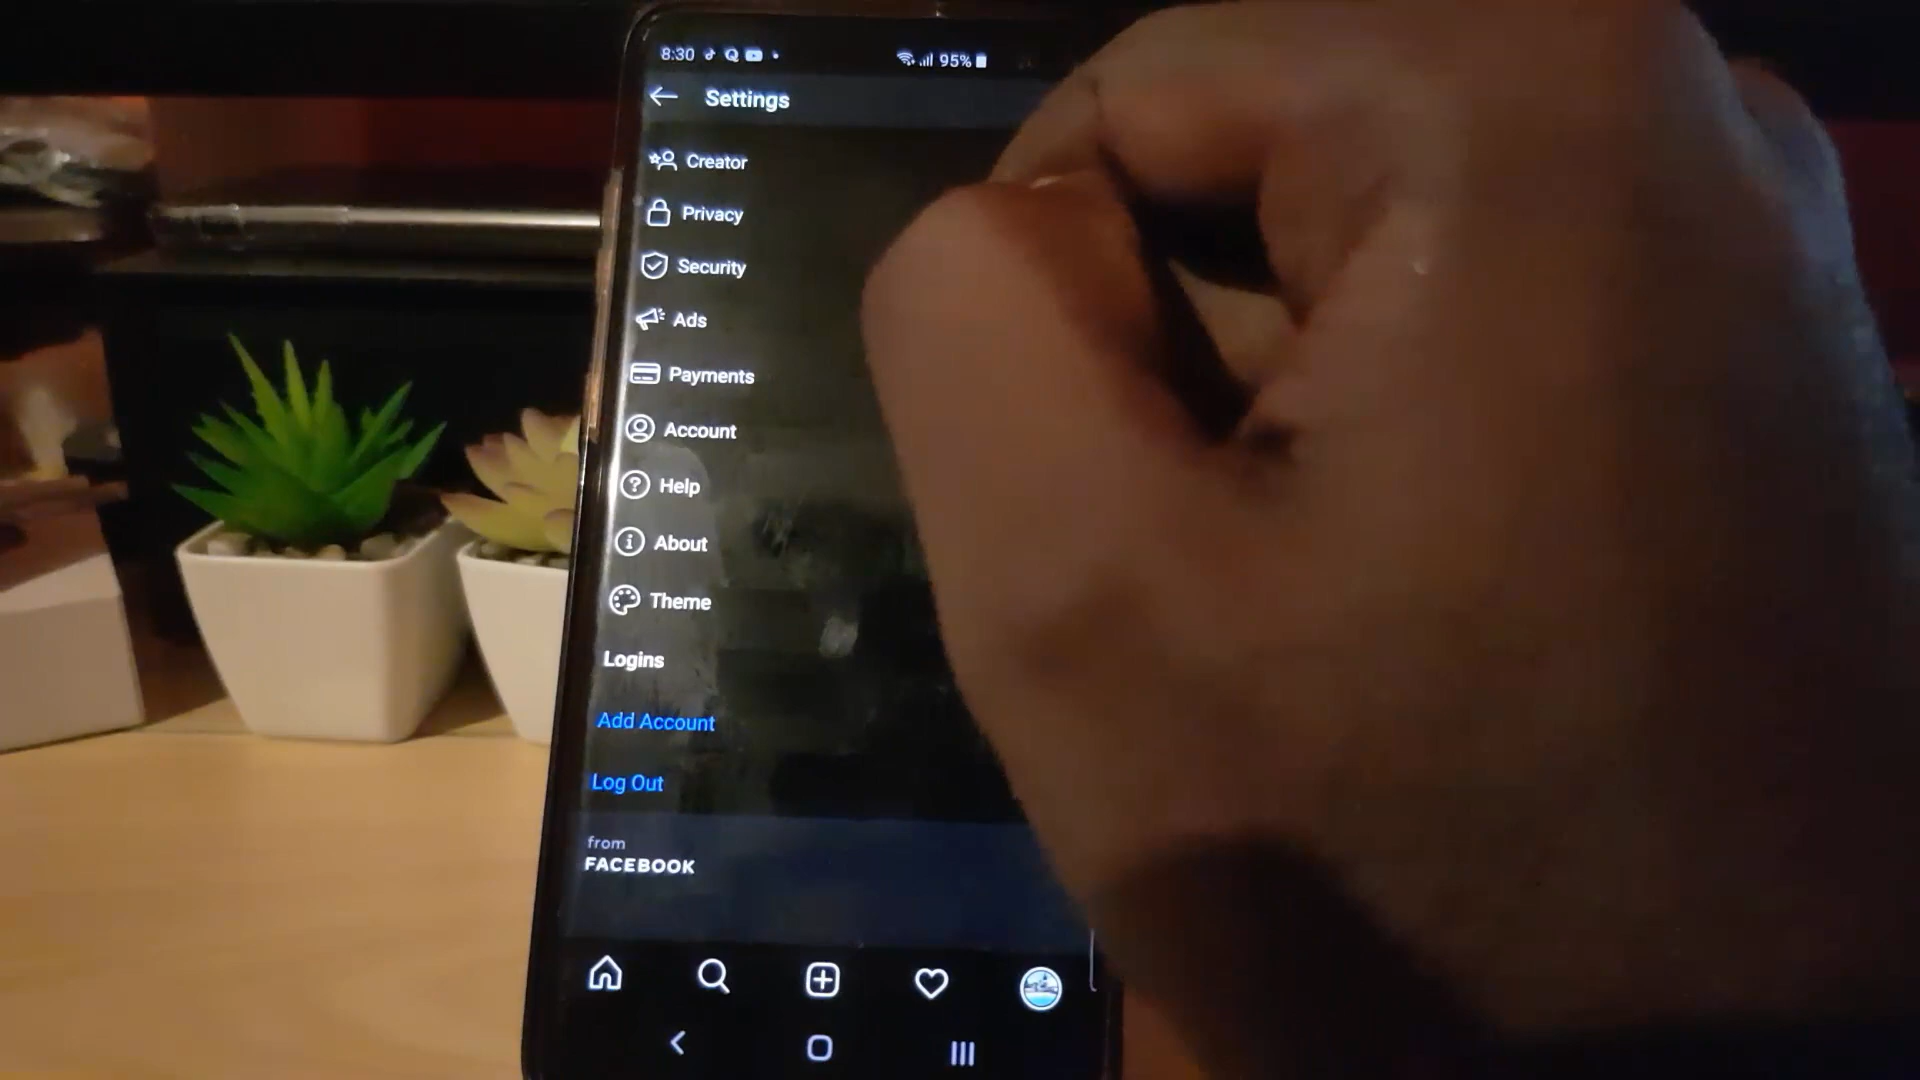 8:30 95%
Settings
Creator
Privacy
Security
Ads
Payments
Account
Help
About
Theme
Logins
Add Account
Log Out
from
FACEBOOK